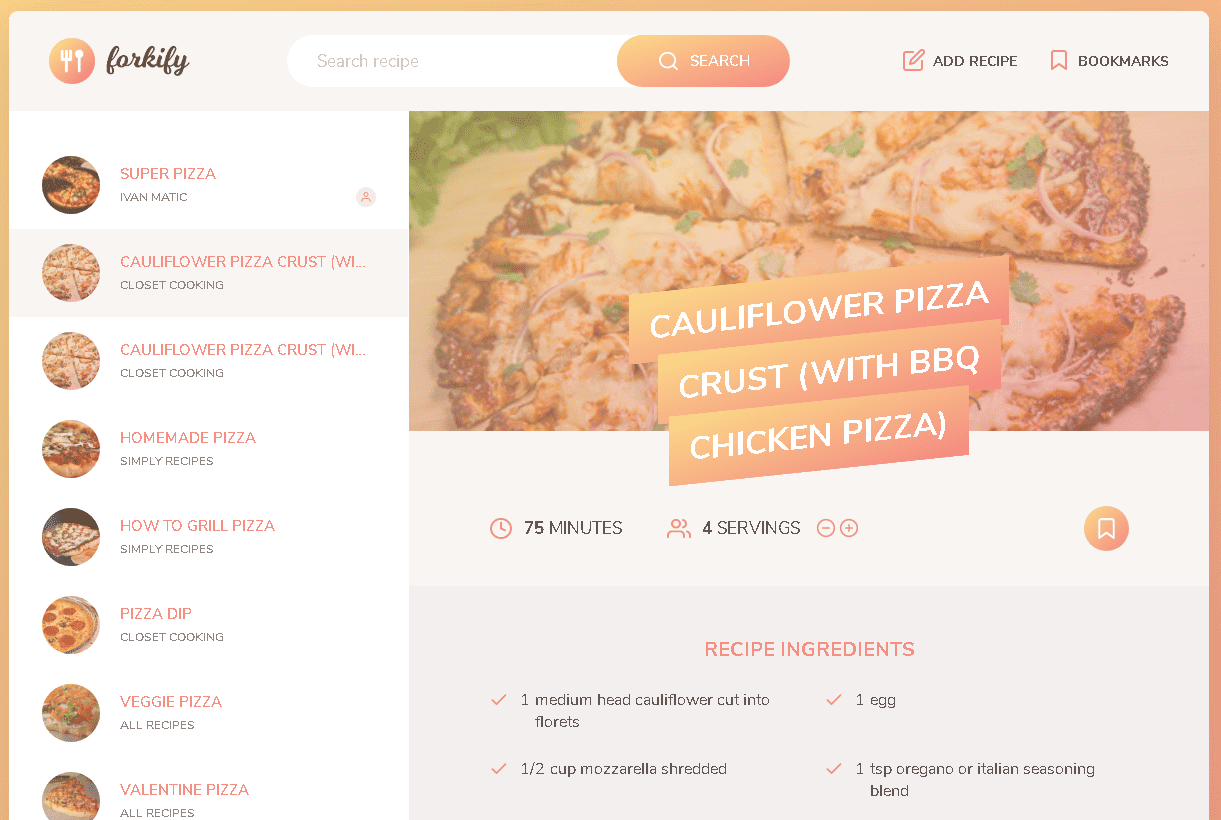 forkify
Search recipe
SEARCH
ADD RECIPE
BOOKMARKS
SUPER PIZZA
IVAN MATIC
CAULIFLOWER PIZZA CRUST (WI...
CLOSET COOKING
CAULIFLOWER PIZZA CRUST (WI...
CLOSET COOKING
HOMEMADE PIZZA
SIMPLY RECIPES
HOW TO GRILL PIZZA
SIMPLY RECIPES
PIZZA DIP
CLOSET COOKING
VEGGIE PIZZA
ALL RECIPES
VALENTINE PIZZA
ALL RECIPES
CAULIFLOWER PIZZA
CRUST (WITH BBQ
CHICKEN PIZZA)
75 MINUTES
4 SERVINGS
RECIPE INGREDIENTS
1 medium head cauliflower cut into
florets
1 egg
1/2 cup mozzarella shredded
1 tsp oregano or italian seasoning
blend